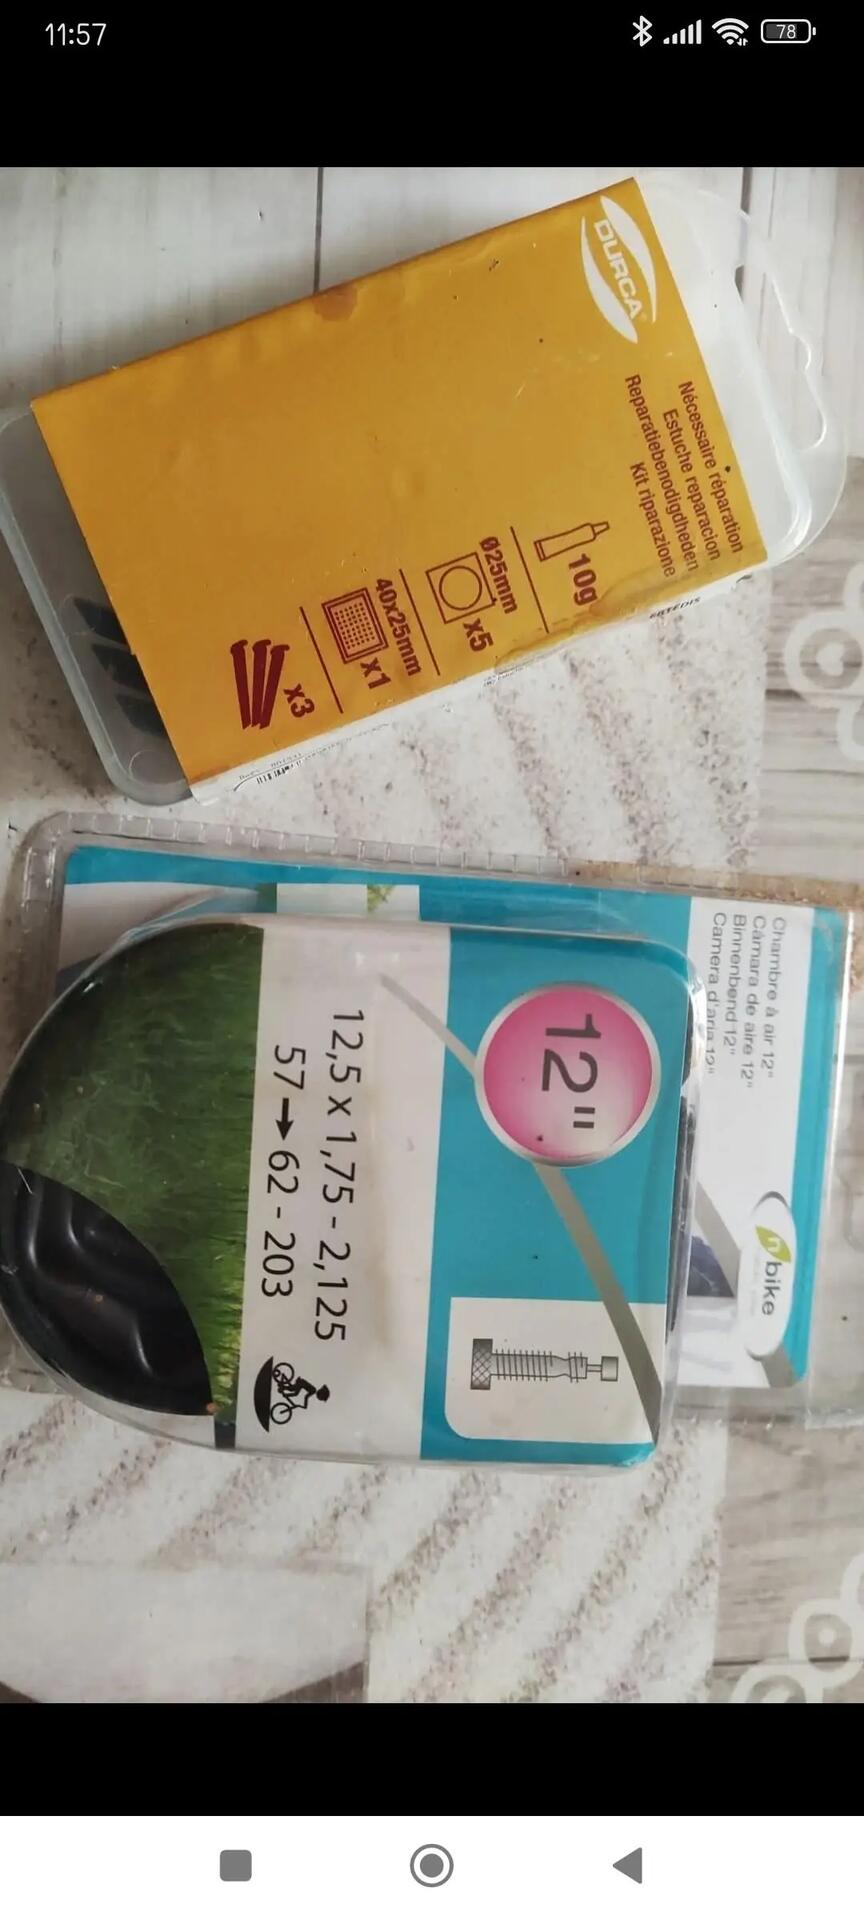 11:57
78
DURCA
Nécessaire réparation
Estuche reparacion
Reparatiebenodigdheden
Kit riparazione
10g
Ø25mm
x5
40x25mm
x1
x3
EBTEDIS
Chambre à air 12"
Cámara de aire 12"
Binnenbend 12"
Camera d'aria 12"
n bike
12"
12,5 x 1,75 - 2,125
57→62 - 203